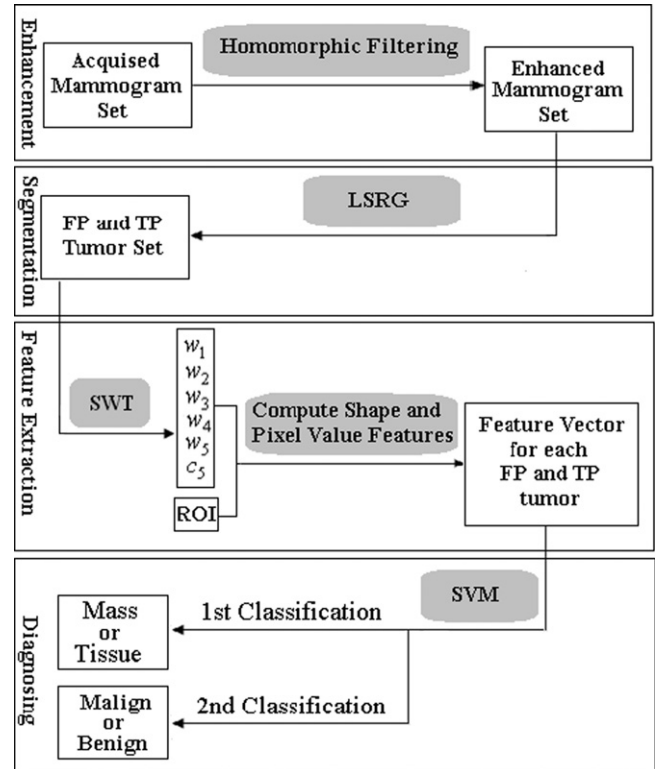 Enhancement
Acquised
Mammogram
Set
Homomorphic Filtering
Enhanced
Mammogram
Set
Segmentation
FP and TP
Tumor Set
LSRG
Feature Extraction
SWT
w1
w2
w3
w4
w5
c5
ROI
Compute Shape and
Pixel Value Features
Feature Vector
for each
FP and TP
tumor
Diagnosing
SVM
Mass
or
Tissue
1st Classification
Malign
or
Benign
2nd Classification